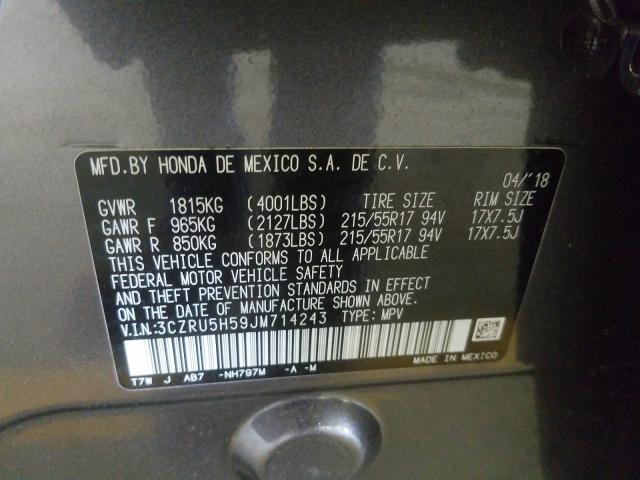 MFD.BY HONDA DE MEXICO S.A. DE C.V.
04/'18
GVWR 1815KG (4001LBS) TIRE SIZE RIM SIZE
GAWR F 965KG (2127LBS) 215/55R17 94V 17X7.5J
GAWR R 850KG (1873LBS) 215/55R17 94V 17X7.5J
THIS VEHICLE CONFORMS TO ALL APPLICABLE
FEDERAL MOTOR VEHICLE SAFETY
AND THEFT PREVENTION STANDARDS IN EFFECT
ON THE DATE OF MANUFACTURE SHOWN ABOVE.
V.I.N:3CZRU5H59JM714243 TYPE: MPV
MADE IN MEXICO
T7W J AB7 -NH797M -A -M